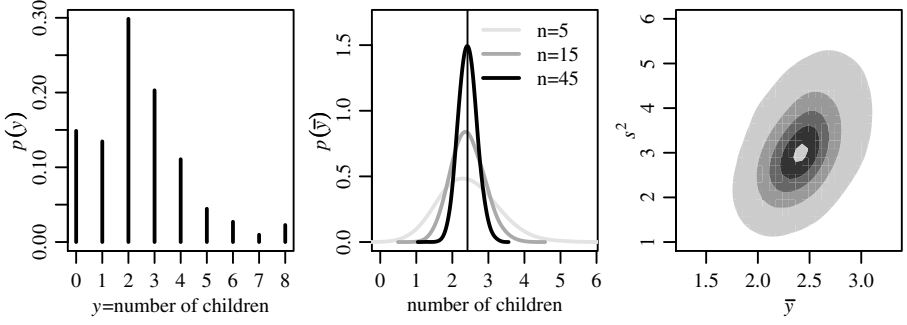 p(y)
0.30
0.20
0.10
0.00
0 1 2 3 4 5 6 7 8
y=number of children
p(ȳ)
1.5
1.0
0.5
0.0
n=5
n=15
n=45
0 1 2 3 4 5 6
number of children
s²
6
5
4
3
2
1
1.5 2.0 2.5 3.0
ȳ